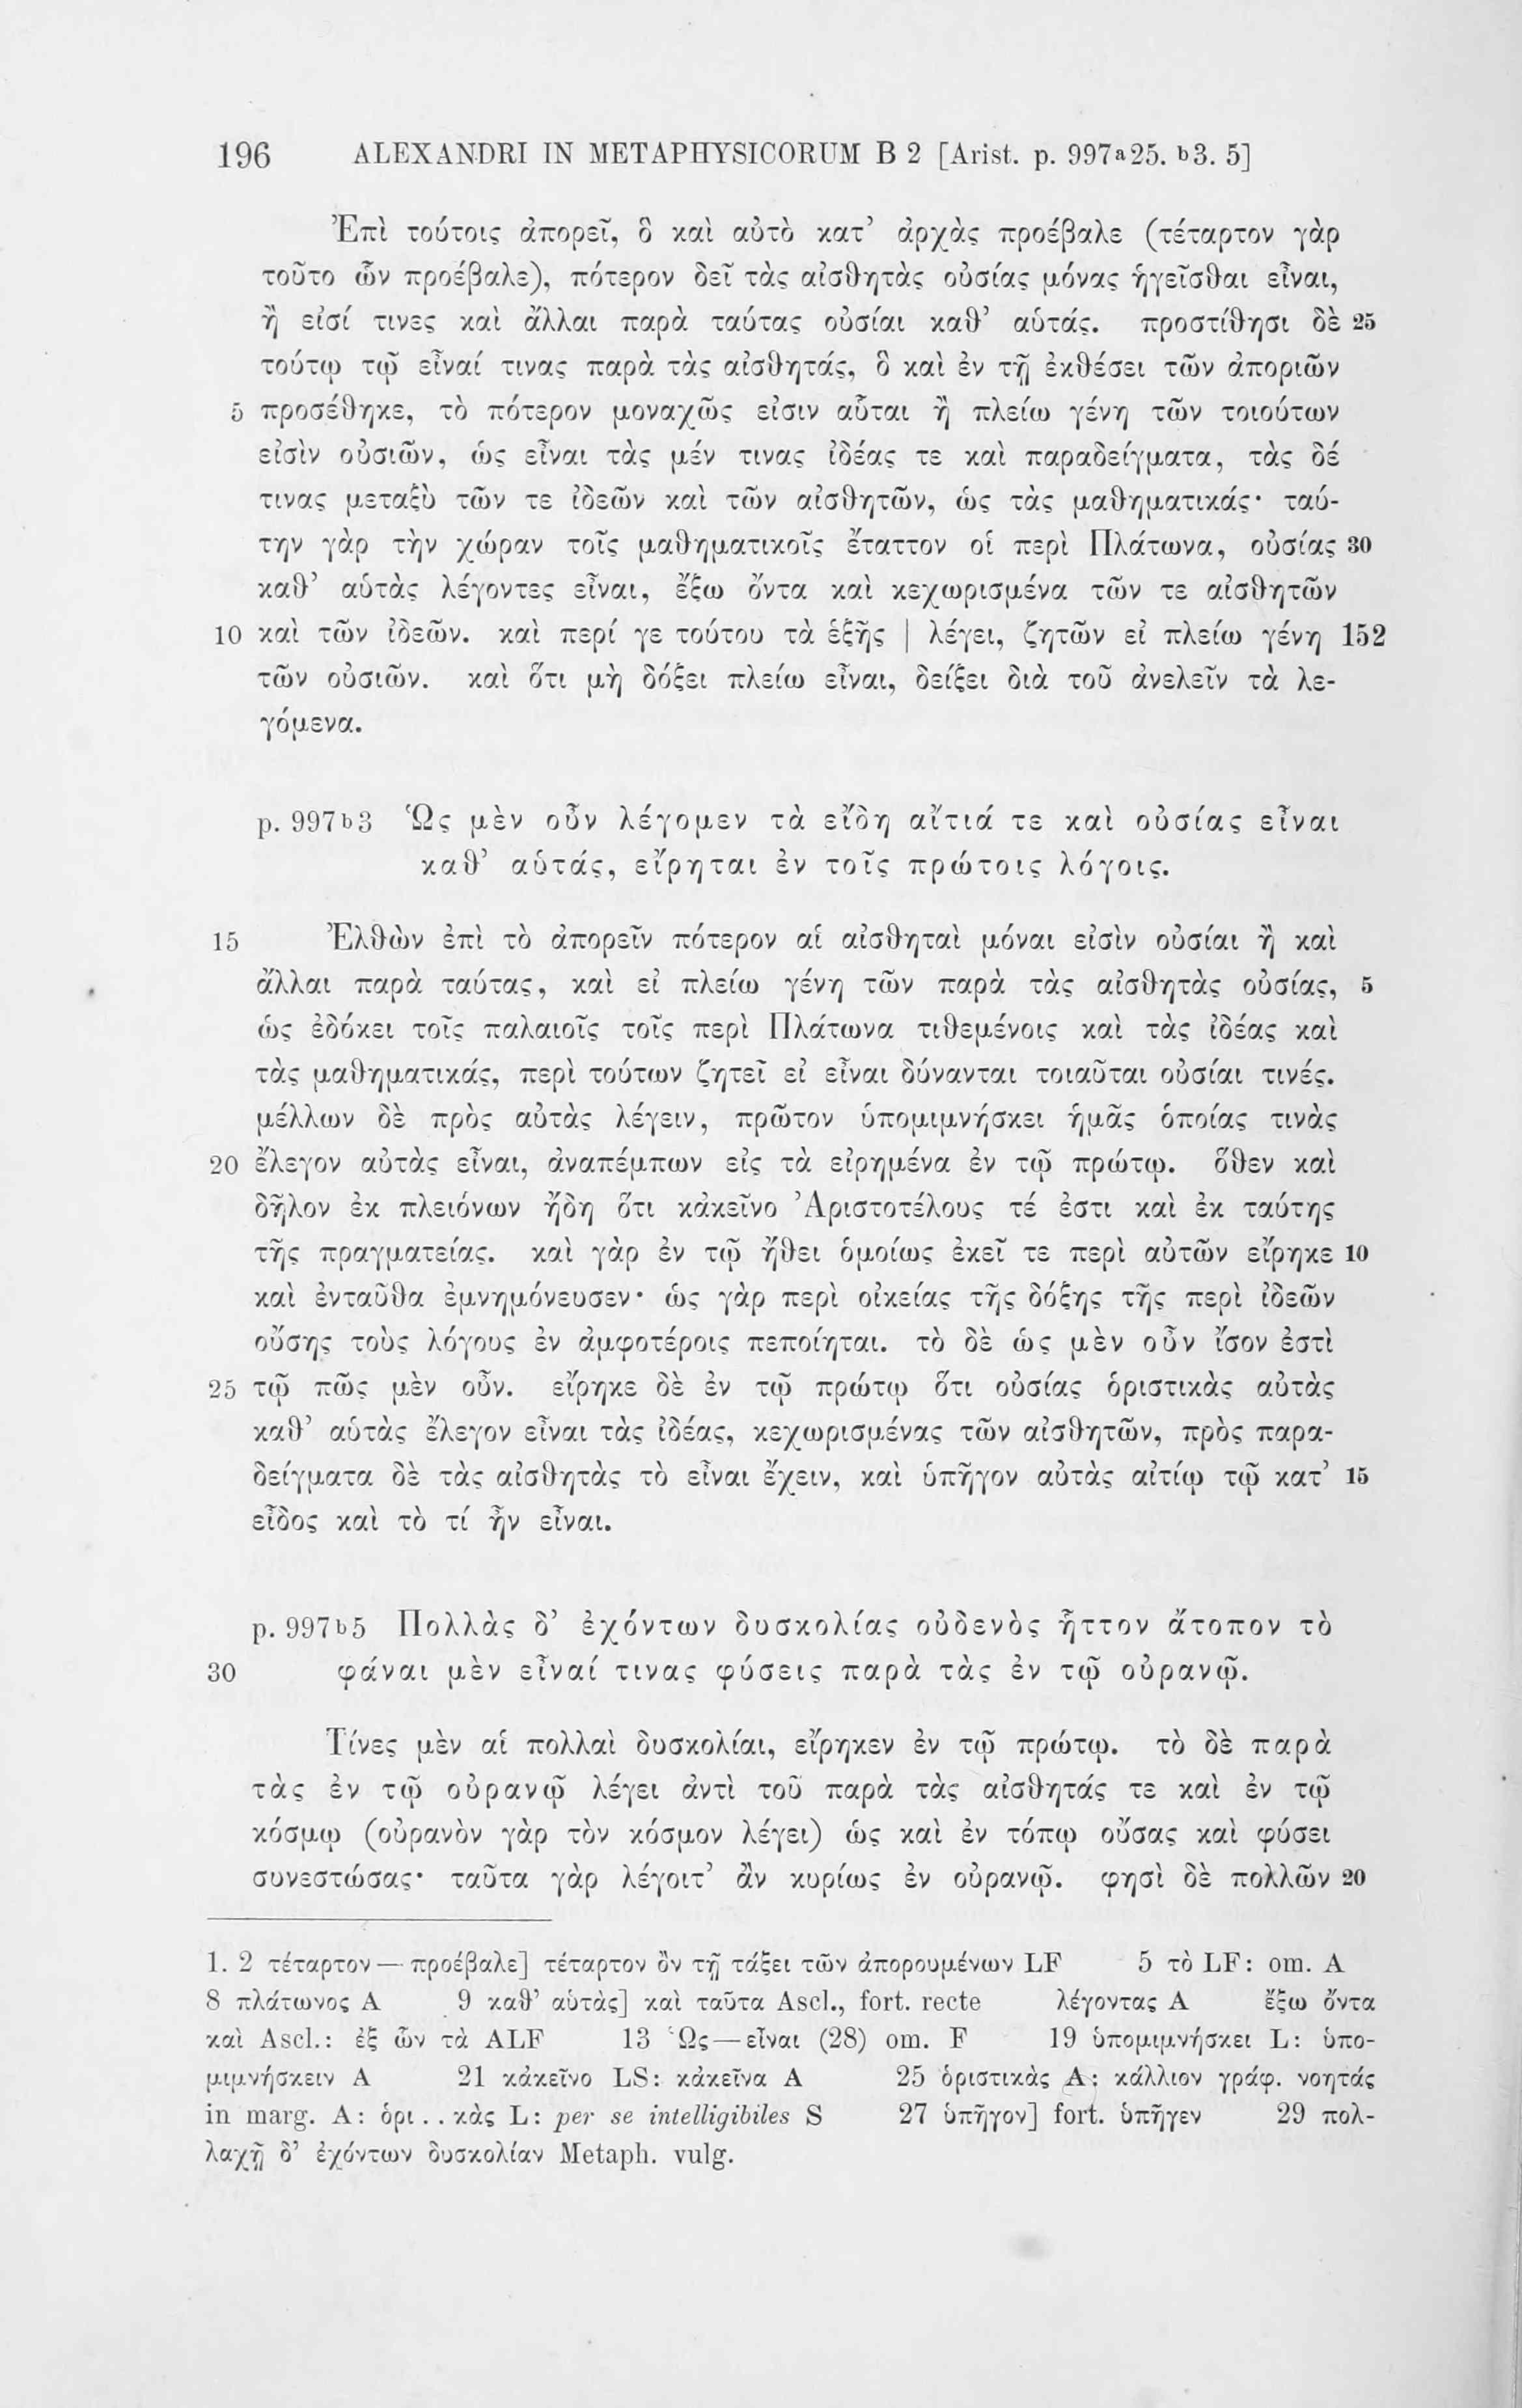 196 ALEXANDRI IN METAPHYSICORUM B 2 [Arist. p. 997a25. b3. 5]
Ἐπὶ τούτοις ἀπορεῖ, ὃ καὶ αὐτὸ κατ’ ἀρχὰς προέβαλε (τέταρτον γὰρ
τοῦτο ὧν προέβαλε), πότερον δεῖ τὰς αἰσθητὰς οὐσίας μόνας ἡγεῖσθαι εἶναι,
ἢ εἰσί τινες καὶ ἄλλαι παρὰ ταύτας οὐσίαι καθ’ αὑτάς. προστίθησι δὲ 25
τούτῳ τῷ εἶναί τινας παρὰ τὰς αἰσθητάς, ὃ καὶ ἐν τῇ ἐκθέσει τῶν ἀποριῶν
5 προσέθηκε, τὸ πότερον μοναχῶς εἰσιν αὗται ἢ πλείω γένη τῶν τοιούτων
εἰσὶν οὐσιῶν, ὡς εἶναι τὰς μέν τινας ἰδέας τε καὶ παραδείγματα, τὰς δέ
τινας μεταξὺ τῶν τε ἰδεῶν καὶ τῶν αἰσθητῶν, ὡς τὰς μαθηματικάς· ταύ-
την γὰρ τὴν χώραν τοῖς μαθηματικοῖς ἔταττον οἱ περὶ Πλάτωνα, οὐσίας 30
καθ’ αὑτὰς λέγοντες εἶναι, ἔξω ὄντα καὶ κεχωρισμένα τῶν τε αἰσθητῶν
10 καὶ τῶν ἰδεῶν. καὶ περί γε τούτου τὰ ἑξῆς | λέγει, ζητῶν εἰ πλείω γένη 152
τῶν οὐσιῶν. καὶ ὅτι μὴ δόξει πλείω εἶναι, δείξει διὰ τοῦ ἀνελεῖν τὰ λε-
γόμενα.
p. 997b3 Ὡς μὲν οὖν λέγομεν τὰ εἴδη αἴτιά τε καὶ οὐσίας εἶναι
καθ’ αὑτάς, εἴρηται ἐν τοῖς πρώτοις λόγοις.
15 Ἐλθὼν ἐπὶ τὸ ἀπορεῖν πότερον αἱ αἰσθηταὶ μόναι εἰσὶν οὐσίαι ἢ καὶ
ἄλλαι παρὰ ταύτας, καὶ εἰ πλείω γένη τῶν παρὰ τὰς αἰσθητὰς οὐσίας, 5
ὡς ἐδόκει τοῖς παλαιοῖς τοῖς περὶ Πλάτωνα τιθεμένοις καὶ τὰς ἰδέας καὶ
τὰς μαθηματικάς, περὶ τούτων ζητεῖ εἰ εἶναι δύνανται τοιαῦται οὐσίαι τινές.
μέλλων δὲ πρὸς αὐτὰς λέγειν, πρῶτον ὑπομιμνήσκει ἡμᾶς ὁποίας τινὰς
20 ἔλεγον αὐτὰς εἶναι, ἀναπέμπων εἰς τὰ εἰρημένα ἐν τῷ πρώτῳ. ὅθεν καὶ
δῆλον ἐκ πλειόνων ἤδη ὅτι κἀκεῖνο Ἀριστοτέλους τέ ἐστι καὶ ἐκ ταύτης
τῆς πραγματείας. καὶ γὰρ ἐν τῷ ἤθει ὁμοίως ἐκεῖ τε περὶ αὐτῶν εἴρηκε 10
καὶ ἐνταῦθα ἐμνημόνευσεν· ὡς γὰρ περὶ οἰκείας τῆς δόξης τῆς περὶ ἰδεῶν
οὔσης τοὺς λόγους ἐν ἀμφοτέροις πεποίηται. τὸ δὲ ὡς μὲν οὖν ἴσον ἐστὶ
25 τῷ πῶς μὲν οὖν. εἴρηκε δὲ ἐν τῷ πρώτῳ ὅτι οὐσίας ὁριστικὰς αὐτὰς
καθ’ αὑτὰς ἔλεγον εἶναι τὰς ἰδέας, κεχωρισμένας τῶν αἰσθητῶν, πρὸς παρα-
δείγματα δὲ τὰς αἰσθητὰς τὸ εἶναι ἔχειν, καὶ ὑπῆγον αὐτὰς αἰτίῳ τῷ κατ’ 15
εἶδος καὶ τὸ τί ἦν εἶναι.
p. 997b5 Πολλὰς δ’ ἐχόντων δυσκολίας οὐδενὸς ἧττον ἄτοπον τὸ
30 φάναι μὲν εἶναί τινας φύσεις παρὰ τὰς ἐν τῷ οὐρανῷ.
Τίνες μὲν αἱ πολλαὶ δυσκολίαι, εἴρηκεν ἐν τῷ πρώτῳ. τὸ δὲ παρὰ
τὰς ἐν τῷ οὐρανῷ λέγει ἀντὶ τοῦ παρὰ τὰς αἰσθητάς τε καὶ ἐν τῷ
κόσμῳ (οὐρανὸν γὰρ τὸν κόσμον λέγει) ὡς καὶ ἐν τόπῳ οὔσας καὶ φύσει
συνεστώσας· ταῦτα γὰρ λέγοιτ’ ἂν κυρίως ἐν οὐρανῷ. φησὶ δὲ πολλῶν 20
1. 2 τέταρτον — προέβαλε] τέταρτον ὂν τῇ τάξει τῶν ἀπορουμένων LF 5 τὸ LF: om. A
8 πλάτωνος A 9 καθ’ αὑτὰς] καὶ ταῦτα Ascl., fort. recte λέγοντας A ἔξω ὄντα
καὶ Ascl.: ἐξ ὧν τὰ ALF 13 Ὡς — εἶναι (28) om. F 19 ὑπομιμνήσκει L: ὑπο-
μιμνήσκειν A 21 κἀκεῖνο LS: κἀκεῖνα A 25 ὁριστικὰς A: κάλλιον γράφ. νοητάς
in marg. A: ὁρι . . κὰς L: per se intelligibiles S 27 ὑπῆγον] fort. ὑπῆγεν 29 πολ-
λαχῇ δ’ ἐχόντων δυσκολίαν Metaph. vulg.